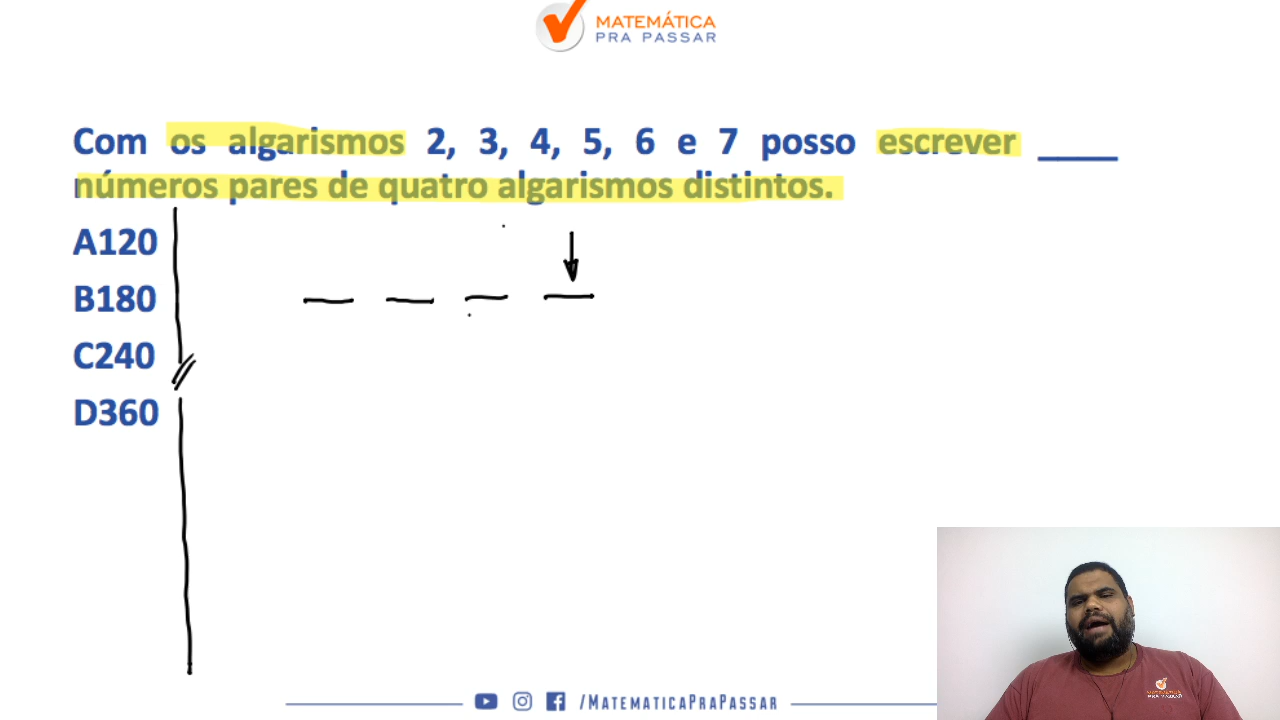 MATEMÁTICA
PRA PASSAR
Com os algarismos 2, 3, 4, 5, 6 e 7 posso escrever _____
números pares de quatro algarismos distintos.
A120
B180
C240
D360
/MATEMATICAPRAPASSAR